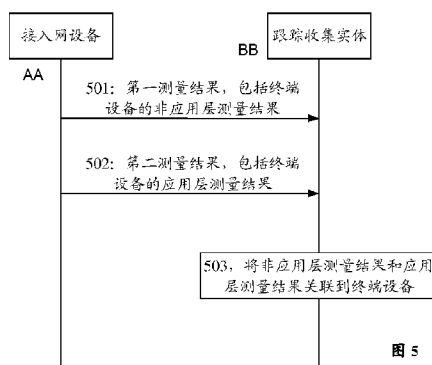 接入网设备
跟踪收集实体
AA
BB
501: 第一测量结果, 包括终端
设备的非应用层测量结果
502: 第二测量结果, 包括终端
设备的应用层测量结果
503, 将非应用层测量结果和应用
层测量结果关联到终端设备
图 5